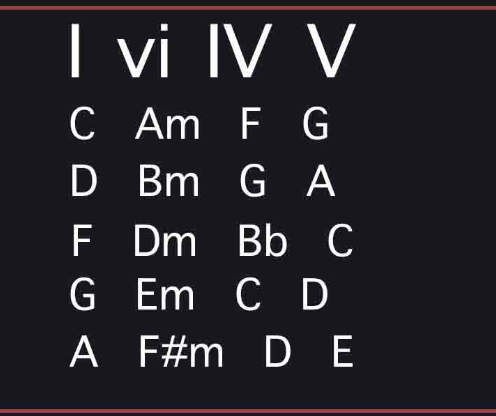 I vi IV V
C Am F G
D Bm G A
F Dm Bb C
G Em C D
A F#m D E